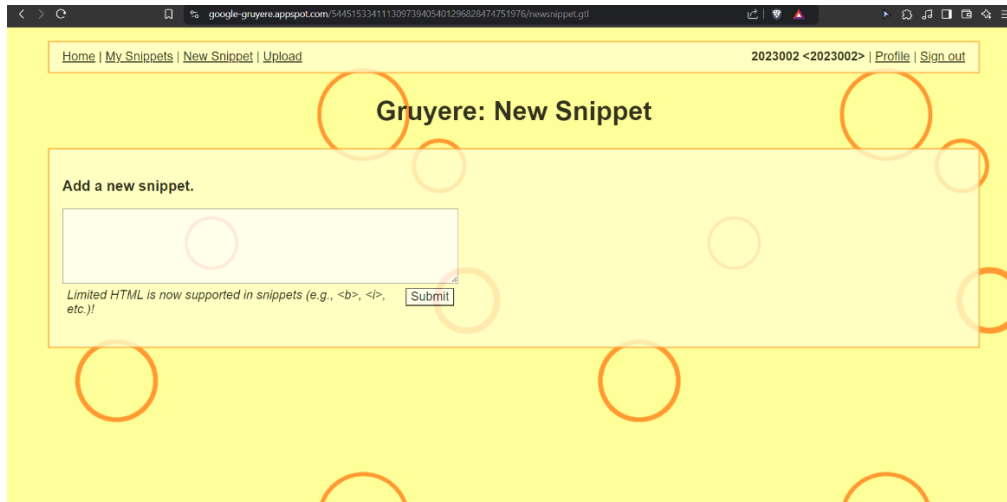 google-gruyere.appspot.com/544515334111309739405401296828474751976/newsnippet.gtl
Home | My Snippets | New Snippet | Upload
2023002 <2023002> | Profile | Sign out
Gruyere: New Snippet
Add a new snippet.
Limited HTML is now supported in snippets (e.g., <b>, <i>,
etc.)!
Submit